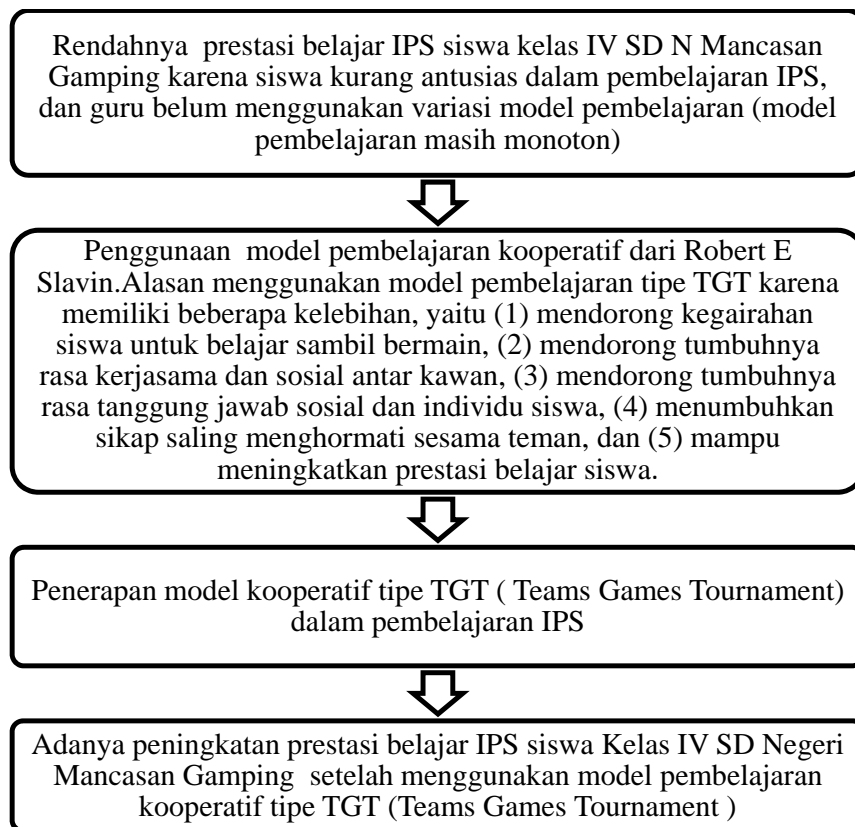 Rendahnya prestasi belajar IPS siswa kelas IV SD N Mancasan
Gamping karena siswa kurang antusias dalam pembelajaran IPS,
dan guru belum menggunakan variasi model pembelajaran (model
pembelajaran masih monoton)
Penggunaan model pembelajaran kooperatif dari Robert E
Slavin.Alasan menggunakan model pembelajaran tipe TGT karena
memiliki beberapa kelebihan, yaitu (1) mendorong kegairahan
siswa untuk belajar sambil bermain, (2) mendorong tumbuhnya
rasa kerjasama dan sosial antar kawan, (3) mendorong tumbuhnya
rasa tanggung jawab sosial dan individu siswa, (4) menumbuhkan
sikap saling menghormati sesama teman, dan (5) mampu
meningkatkan prestasi belajar siswa.
Penerapan model kooperatif tipe TGT ( Teams Games Tournament)
dalam pembelajaran IPS
Adanya peningkatan prestasi belajar IPS siswa Kelas IV SD Negeri
Mancasan Gamping setelah menggunakan model pembelajaran
kooperatif tipe TGT (Teams Games Tournament )